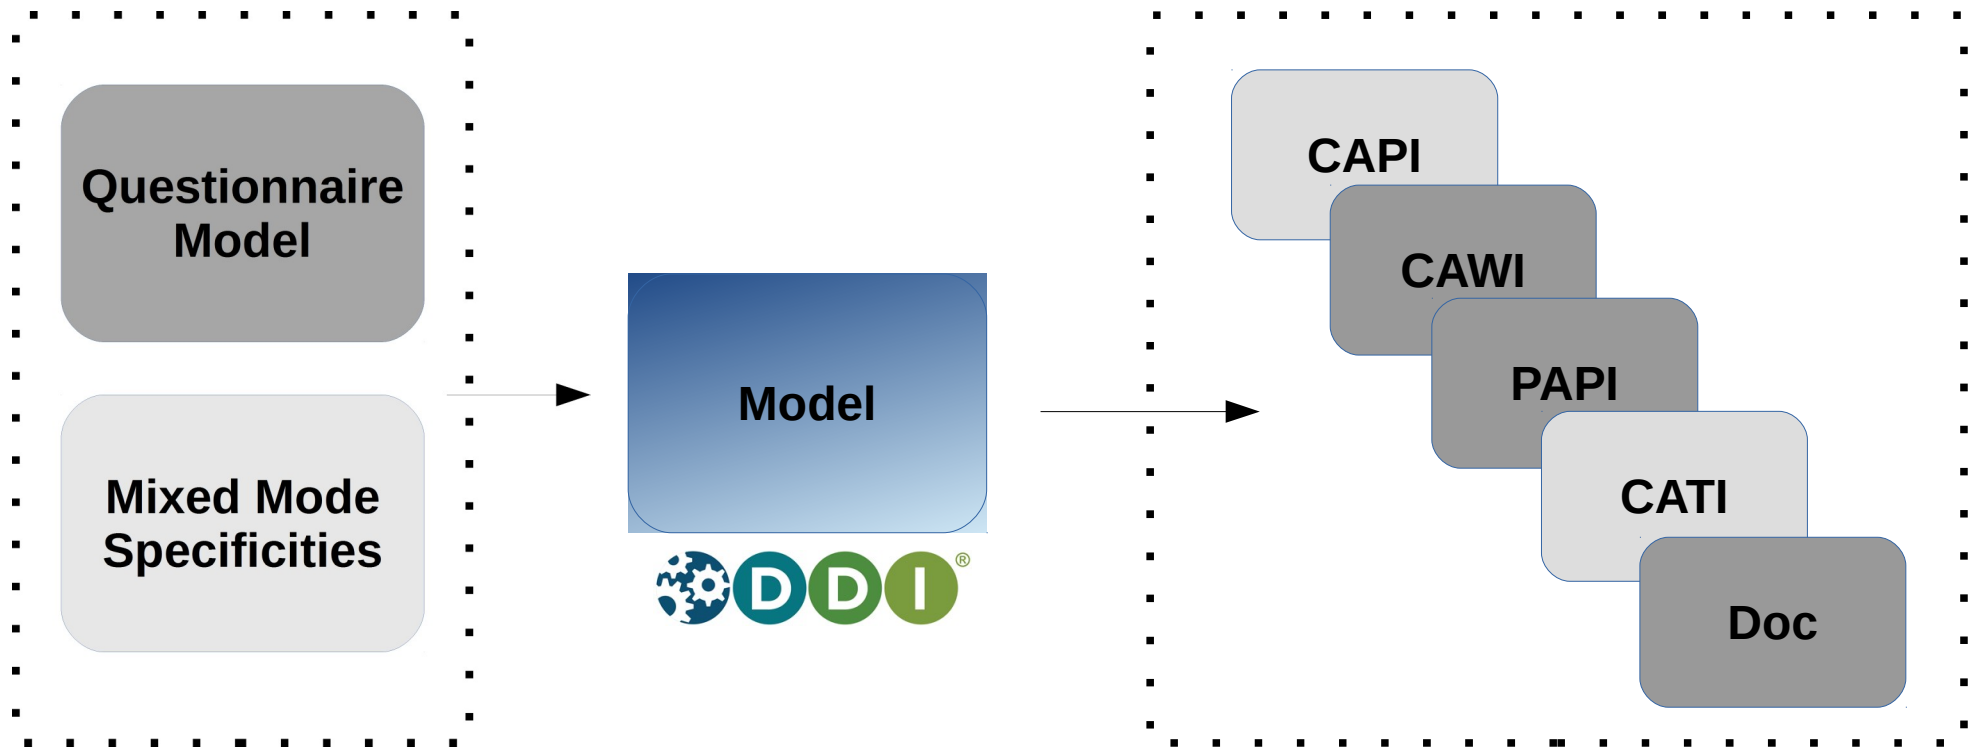 Questionnaire
Model
Mixed Mode
Specificities
Model
DDI®
CAPI
CAWI
PAPI
CATI
Doc